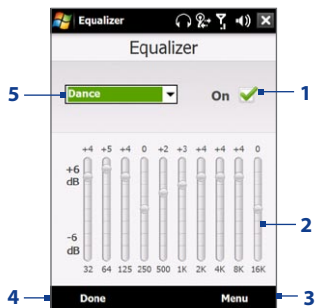 Equalizer
Equalizer
5 Dance On 1
+4 +5 +4 0 +2 +3 +4 +4 +4 0
+6
dB
2
-6
dB
32 64 125 250 500 1K 2K 4K 8K 16K
4 Done Menu 3